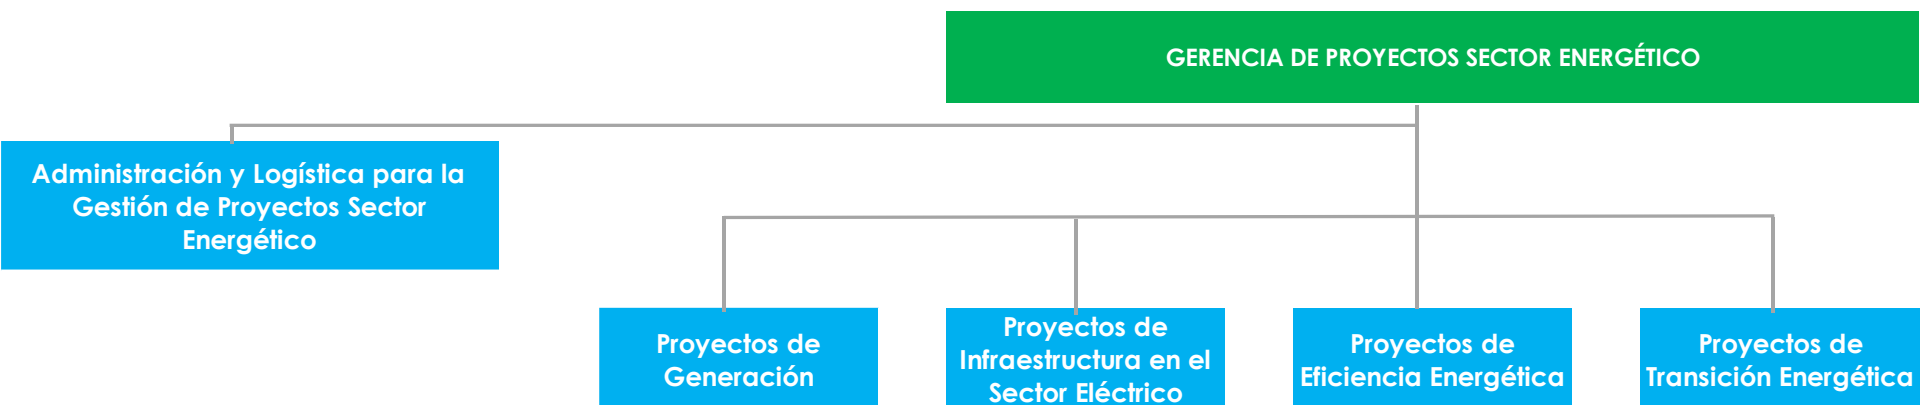 GERENCIA DE PROYECTOS SECTOR ENERGÉTICO
Administración y Logística para la
Gestión de Proyectos Sector
Energético
Proyectos de
Generación
Proyectos de
Infraestructura en el
Sector Eléctrico
Proyectos de
Eficiencia Energética
Proyectos de
Transición Energética